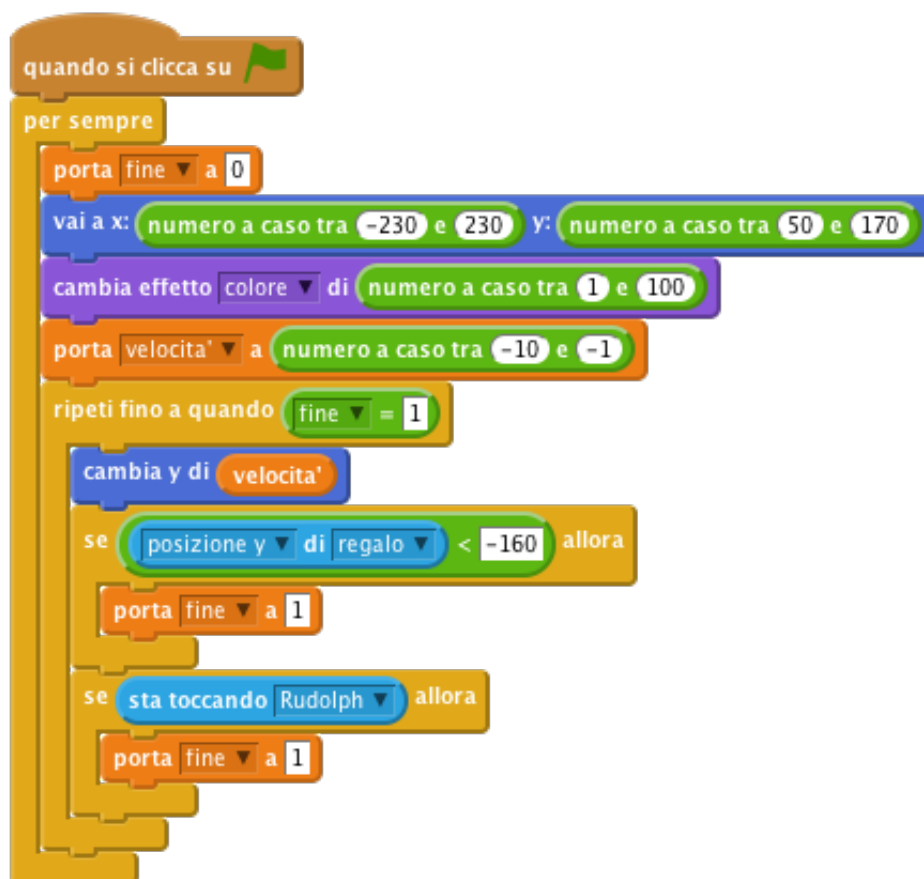 quando si clicca su
per sempre
porta fine a 0
vai a x: numero a caso tra -230 e 230 y: numero a caso tra 50 e 170
cambia effetto colore di numero a caso tra 1 e 100
porta velocita' a numero a caso tra -10 e -1
ripeti fino a quando fine = 1
cambia y di velocita'
se posizione y di regalo < -160 allora
porta fine a 1
se sta toccando Rudolph allora
porta fine a 1